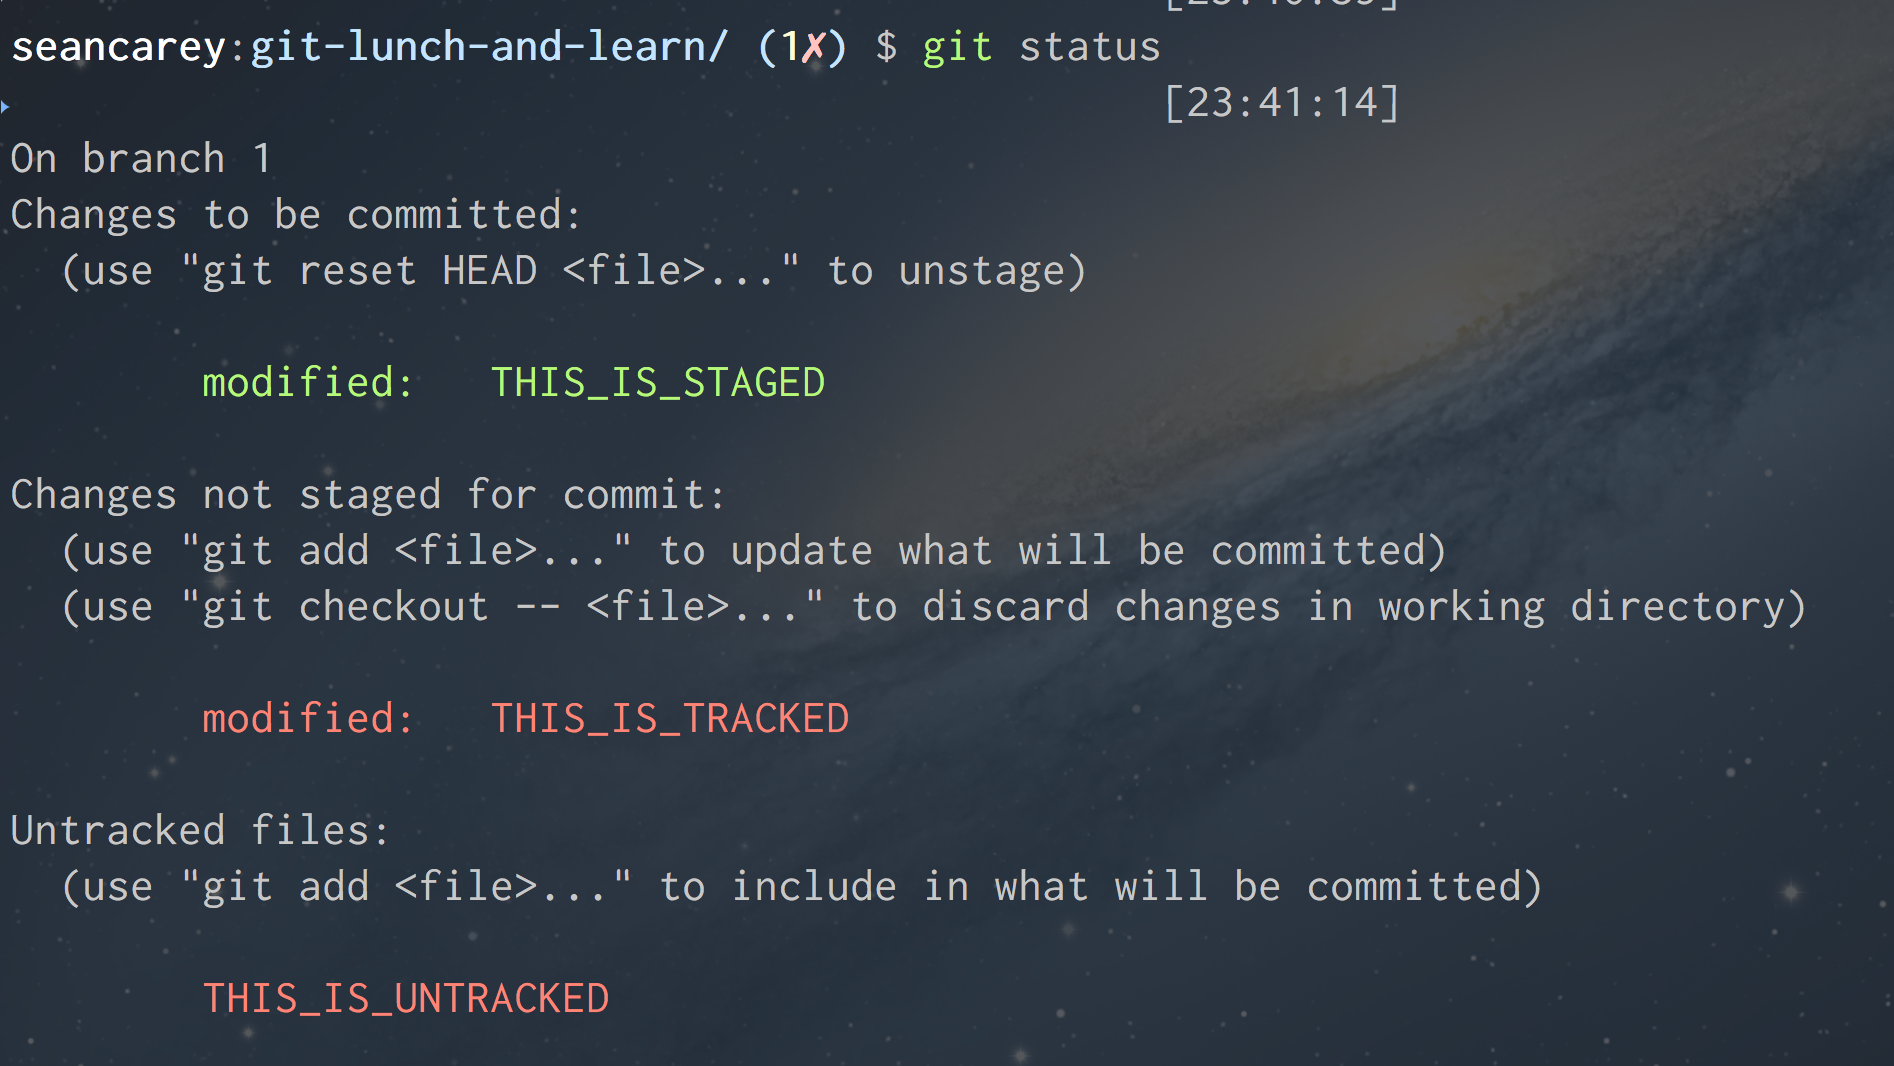 seancarey:git-lunch-and-learn/ (1✗) $ git status
[23:41:14]
On branch 1
Changes to be committed:
(use "git reset HEAD <file>..." to unstage)
modified: THIS_IS_STAGED
Changes not staged for commit:
(use "git add <file>..." to update what will be committed)
(use "git checkout -- <file>..." to discard changes in working directory)
modified: THIS_IS_TRACKED
Untracked files:
(use "git add <file>..." to include in what will be committed)
THIS_IS_UNTRACKED